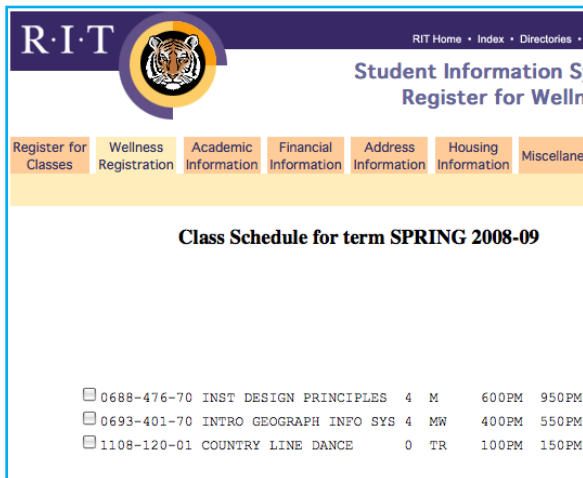 R·I·T
RIT Home • Index • Directories •
Student Information
Register for
Register for Classes
Wellness Registration
Academic Information
Financial Information
Address Information
Housing Information
Class Schedule for term SPRING 2008-09
0688-476-70 INST DESIGN PRINCIPLES 4 M 600PM 950PM
0693-401-70 INTRO GEOGRAPH INFO SYS 4 MW 400PM 550PM
1108-120-01 COUNTRY LINE DANCE 0 TR 100PM 150PM